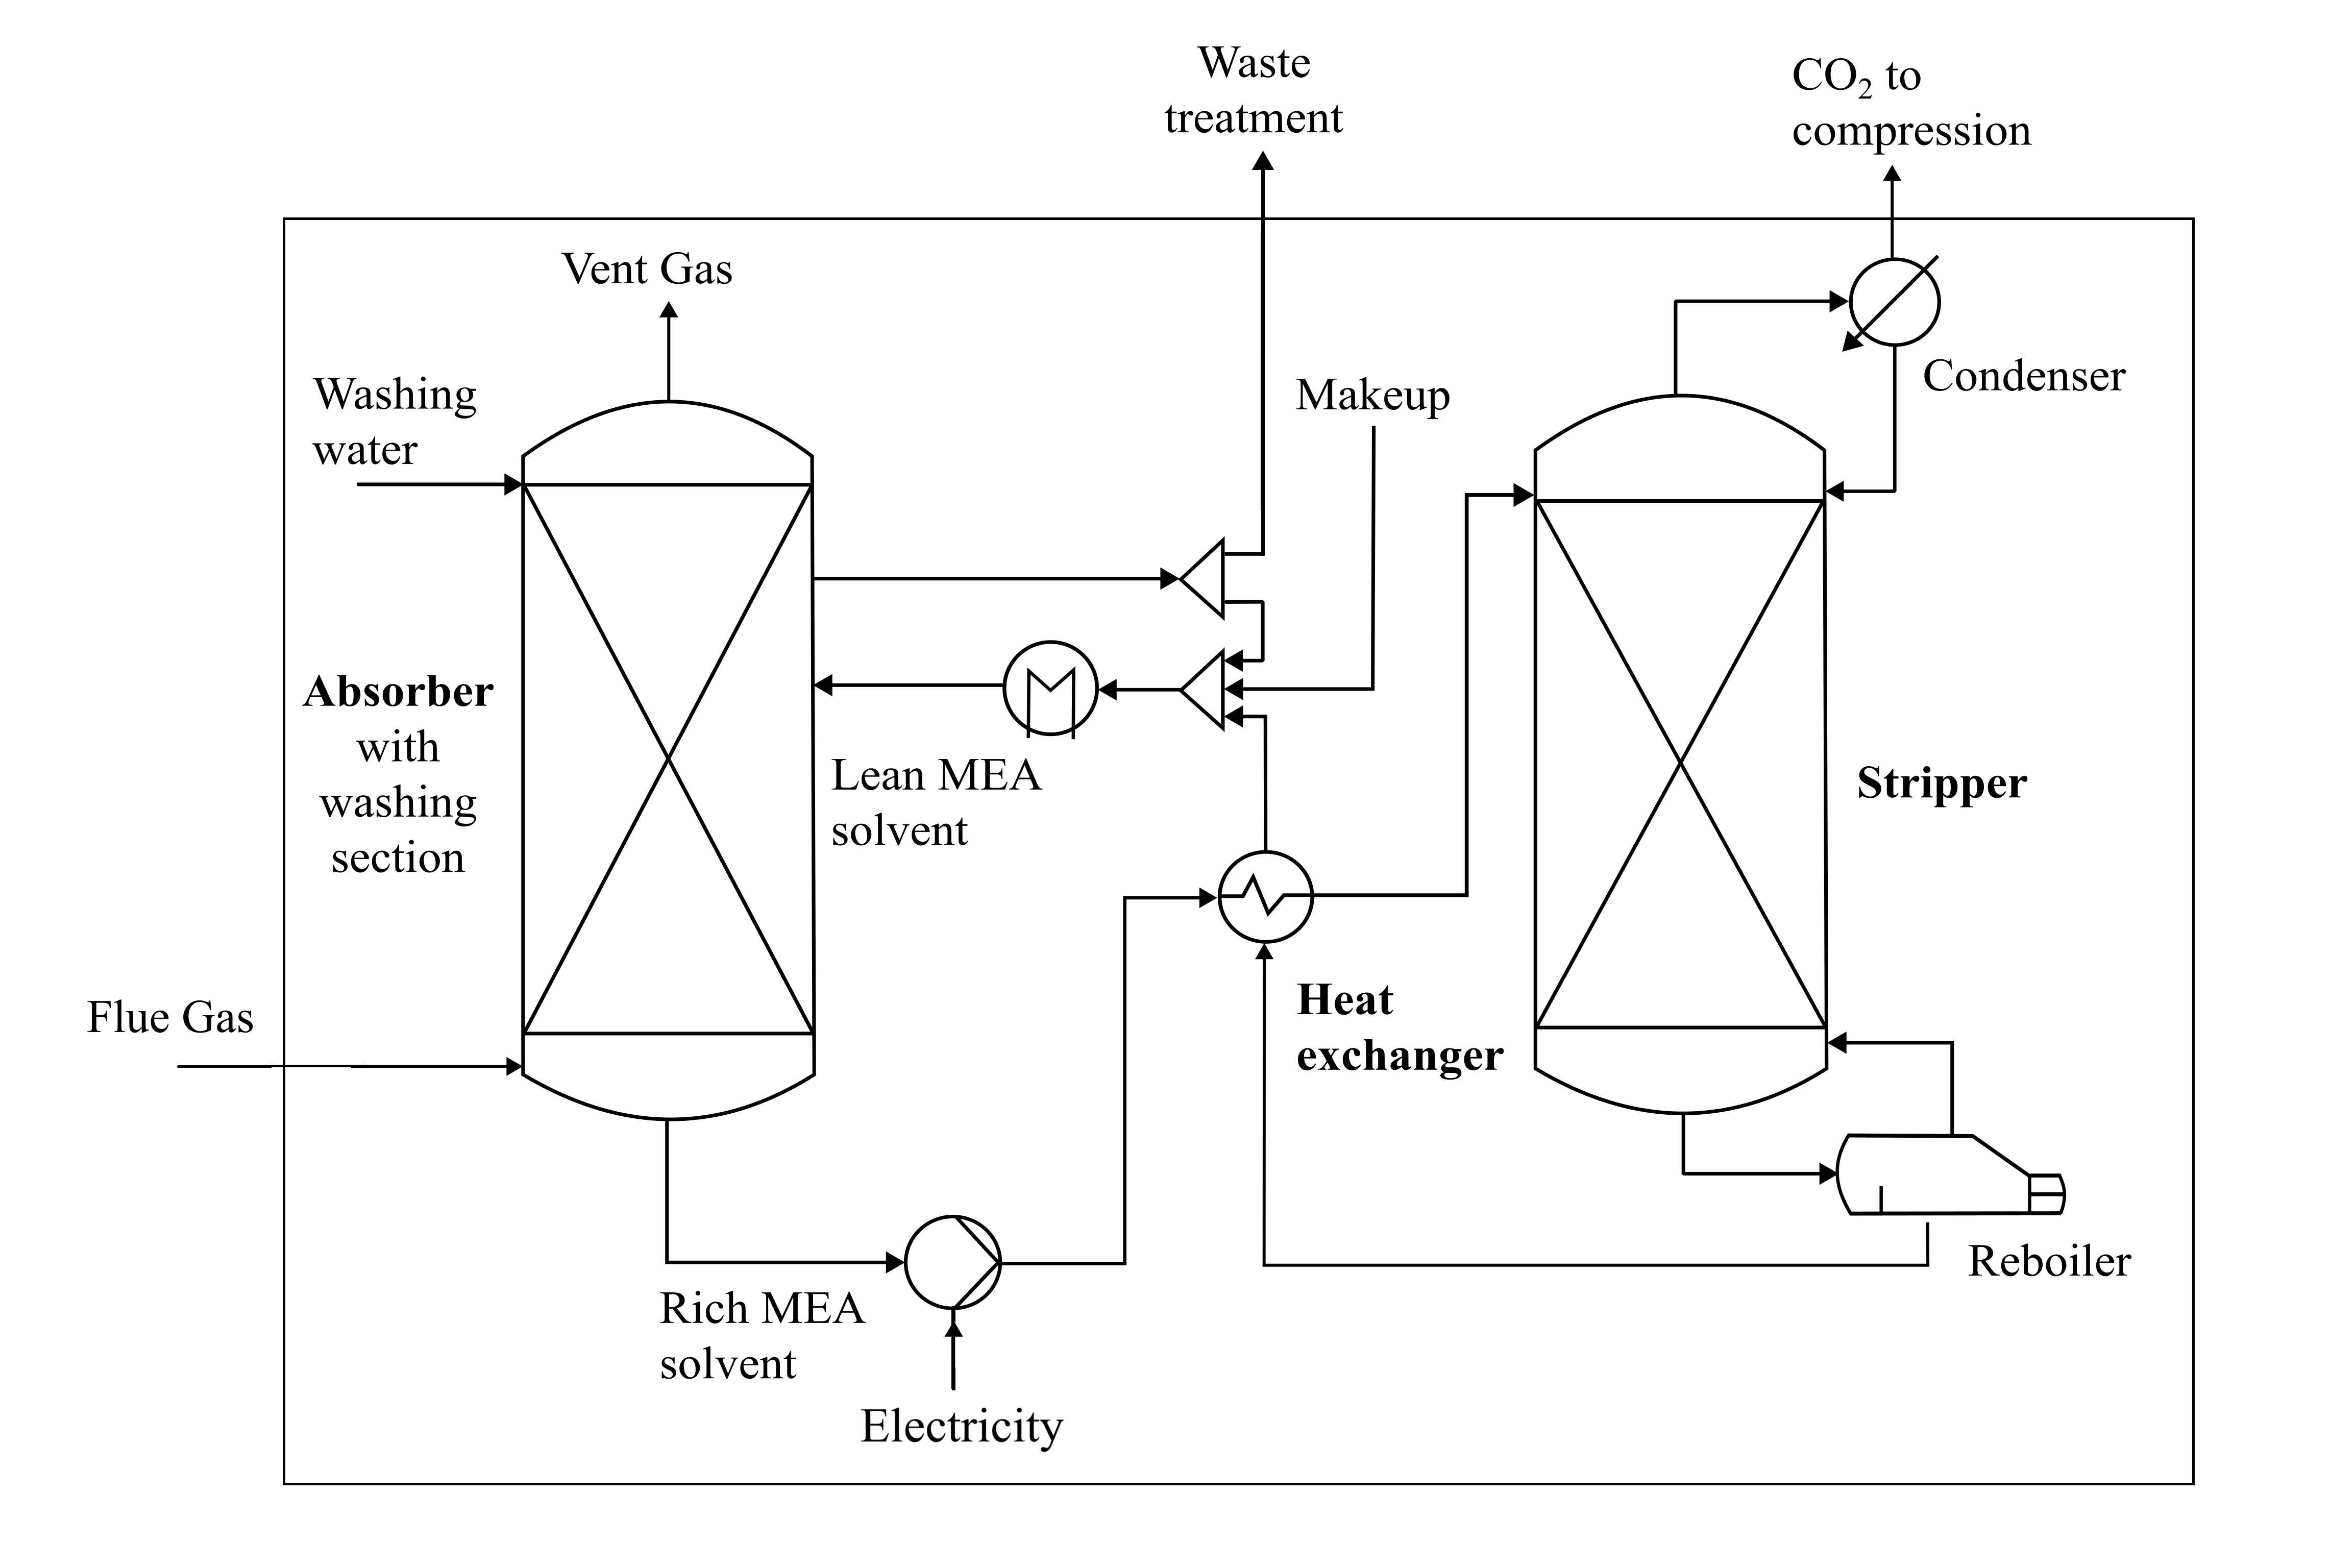 Waste
treatment
CO₂ to
compression
Vent Gas
Washing
water
Makeup
Condenser
Absorber
with
washing
section
Lean MEA
solvent
Stripper
Flue Gas
Heat
exchanger
Reboiler
Rich MEA
solvent
Electricity